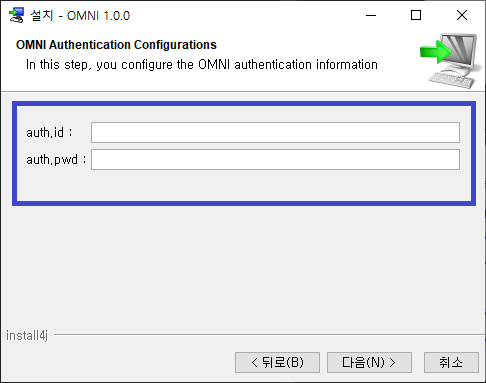 설치 - OMNI 1.0.0
OMNI Authentication Configurations
In this step, you configure the OMNI authentication information
auth.id :
auth.pwd :
install4j
< 뒤로(B)
다음(N) >
취소